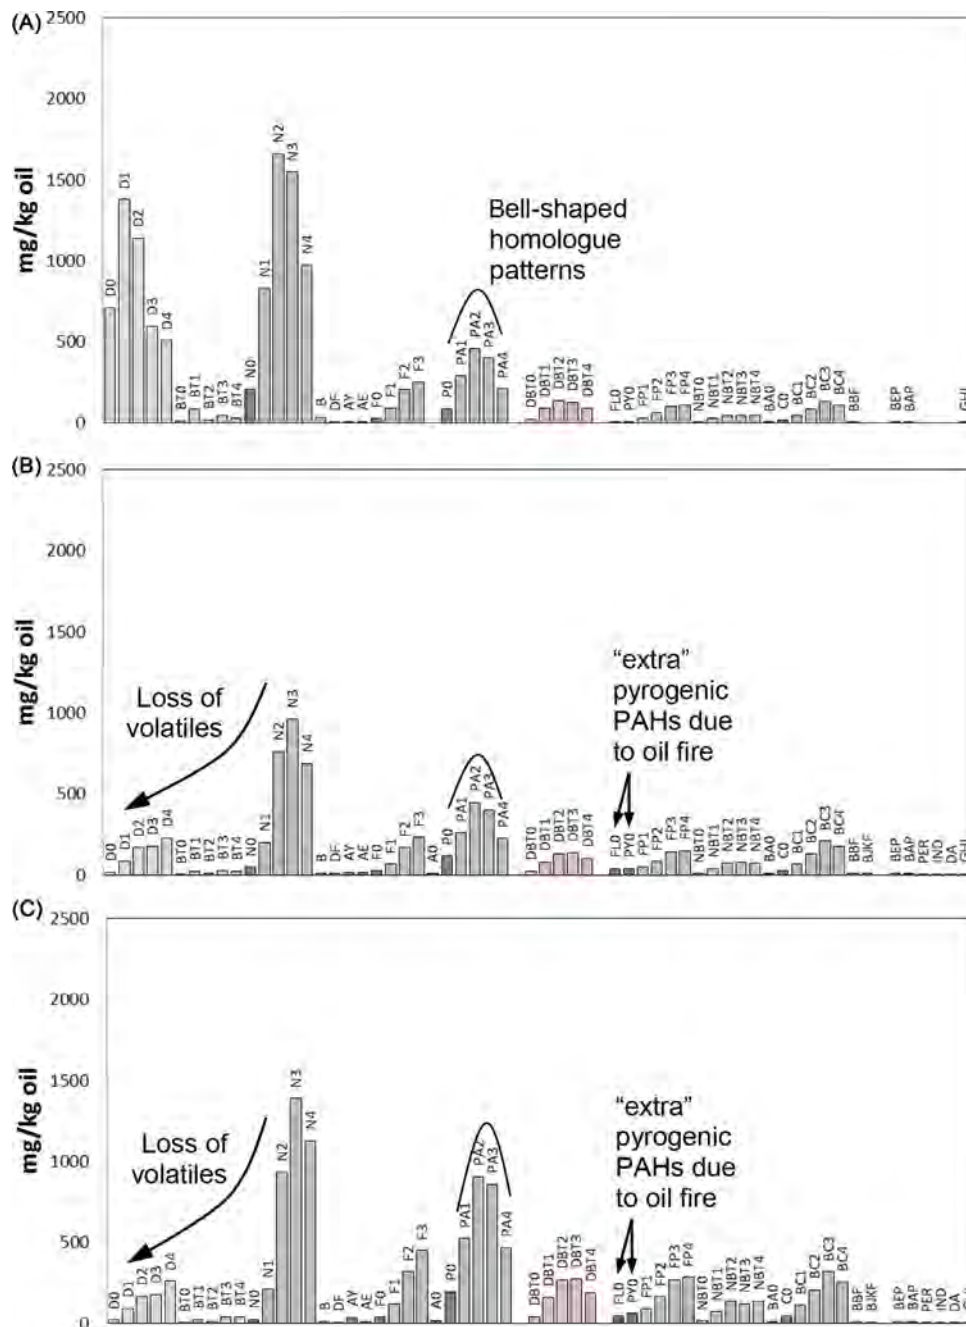 (A)
2500
2000
1500
1000
500
0
mg/kg oil
D0 D1 D2 D3 D4 BT0 BT1 BT2 BT3 BT4 N0 N1 N2 N3 N4 B DF AY AE F0 F1 F2 F3 P0 PA1 PA2 PA3 PA4 DBT0 DBT1 DBT2 DBT3 DBT4 FL0 PY0 FP1 FP2 FP3 FP4 NBT0 NBT1 NBT2 NBT3 NBT4 BA0 C0 BC1 BC2 BC3 BC4 BBF BEP BAP
Bell-shaped
homologue
patterns
(B)
2500
2000
1500
1000
500
0
mg/kg oil
Loss of
volatiles
"extra"
pyrogenic
PAHs due
to oil fire
D0 D1 D2 D3 D4 BT0 BT1 BT2 BT3 BT4 N0 N1 N2 N3 N4 B DF AY AE F0 F1 F2 F3 A0 P0 PA1 PA2 PA3 PA4 DBT0 DBT1 DBT2 DBT3 DBT4 FL0 PY0 FP1 FP2 FP3 FP4 NBT0 NBT1 NBT2 NBT3 NBT4 BA0 C0 BC1 BC2 BC3 BC4 BBF BJKF BEP BAP PER IND DA
(C)
2500
2000
1500
1000
500
0
mg/kg oil
Loss of
volatiles
"extra"
pyrogenic
PAHs due
to oil fire
D0 D1 D2 D3 D4 BT0 BT1 BT2 BT3 BT4 N0 N1 N2 N3 N4 B DF AY AE F0 F1 F2 F3 A0 P0 PA1 PA2 PA3 PA4 DBT0 DBT1 DBT2 DBT3 DBT4 FL0 PY0 FP1 FP2 FP3 FP4 NBT0 NBT1 NBT2 NBT3 NBT4 BA0 C0 BC1 BC2 BC3 BC4 BBF BJKF BEP BAP PER IND DA